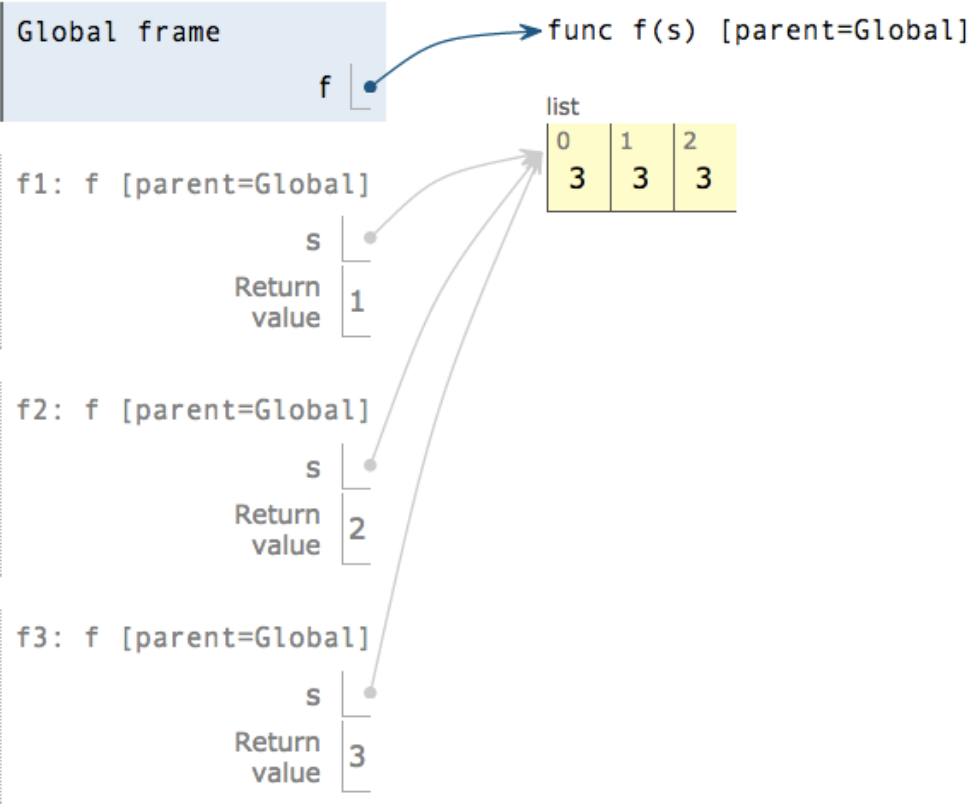 Global frame
f
func f(s) [parent=Global]
list
0 1 2
3 3 3
f1: f [parent=Global]
s
Return
value 1
f2: f [parent=Global]
s
Return
value 2
f3: f [parent=Global]
s
Return
value 3